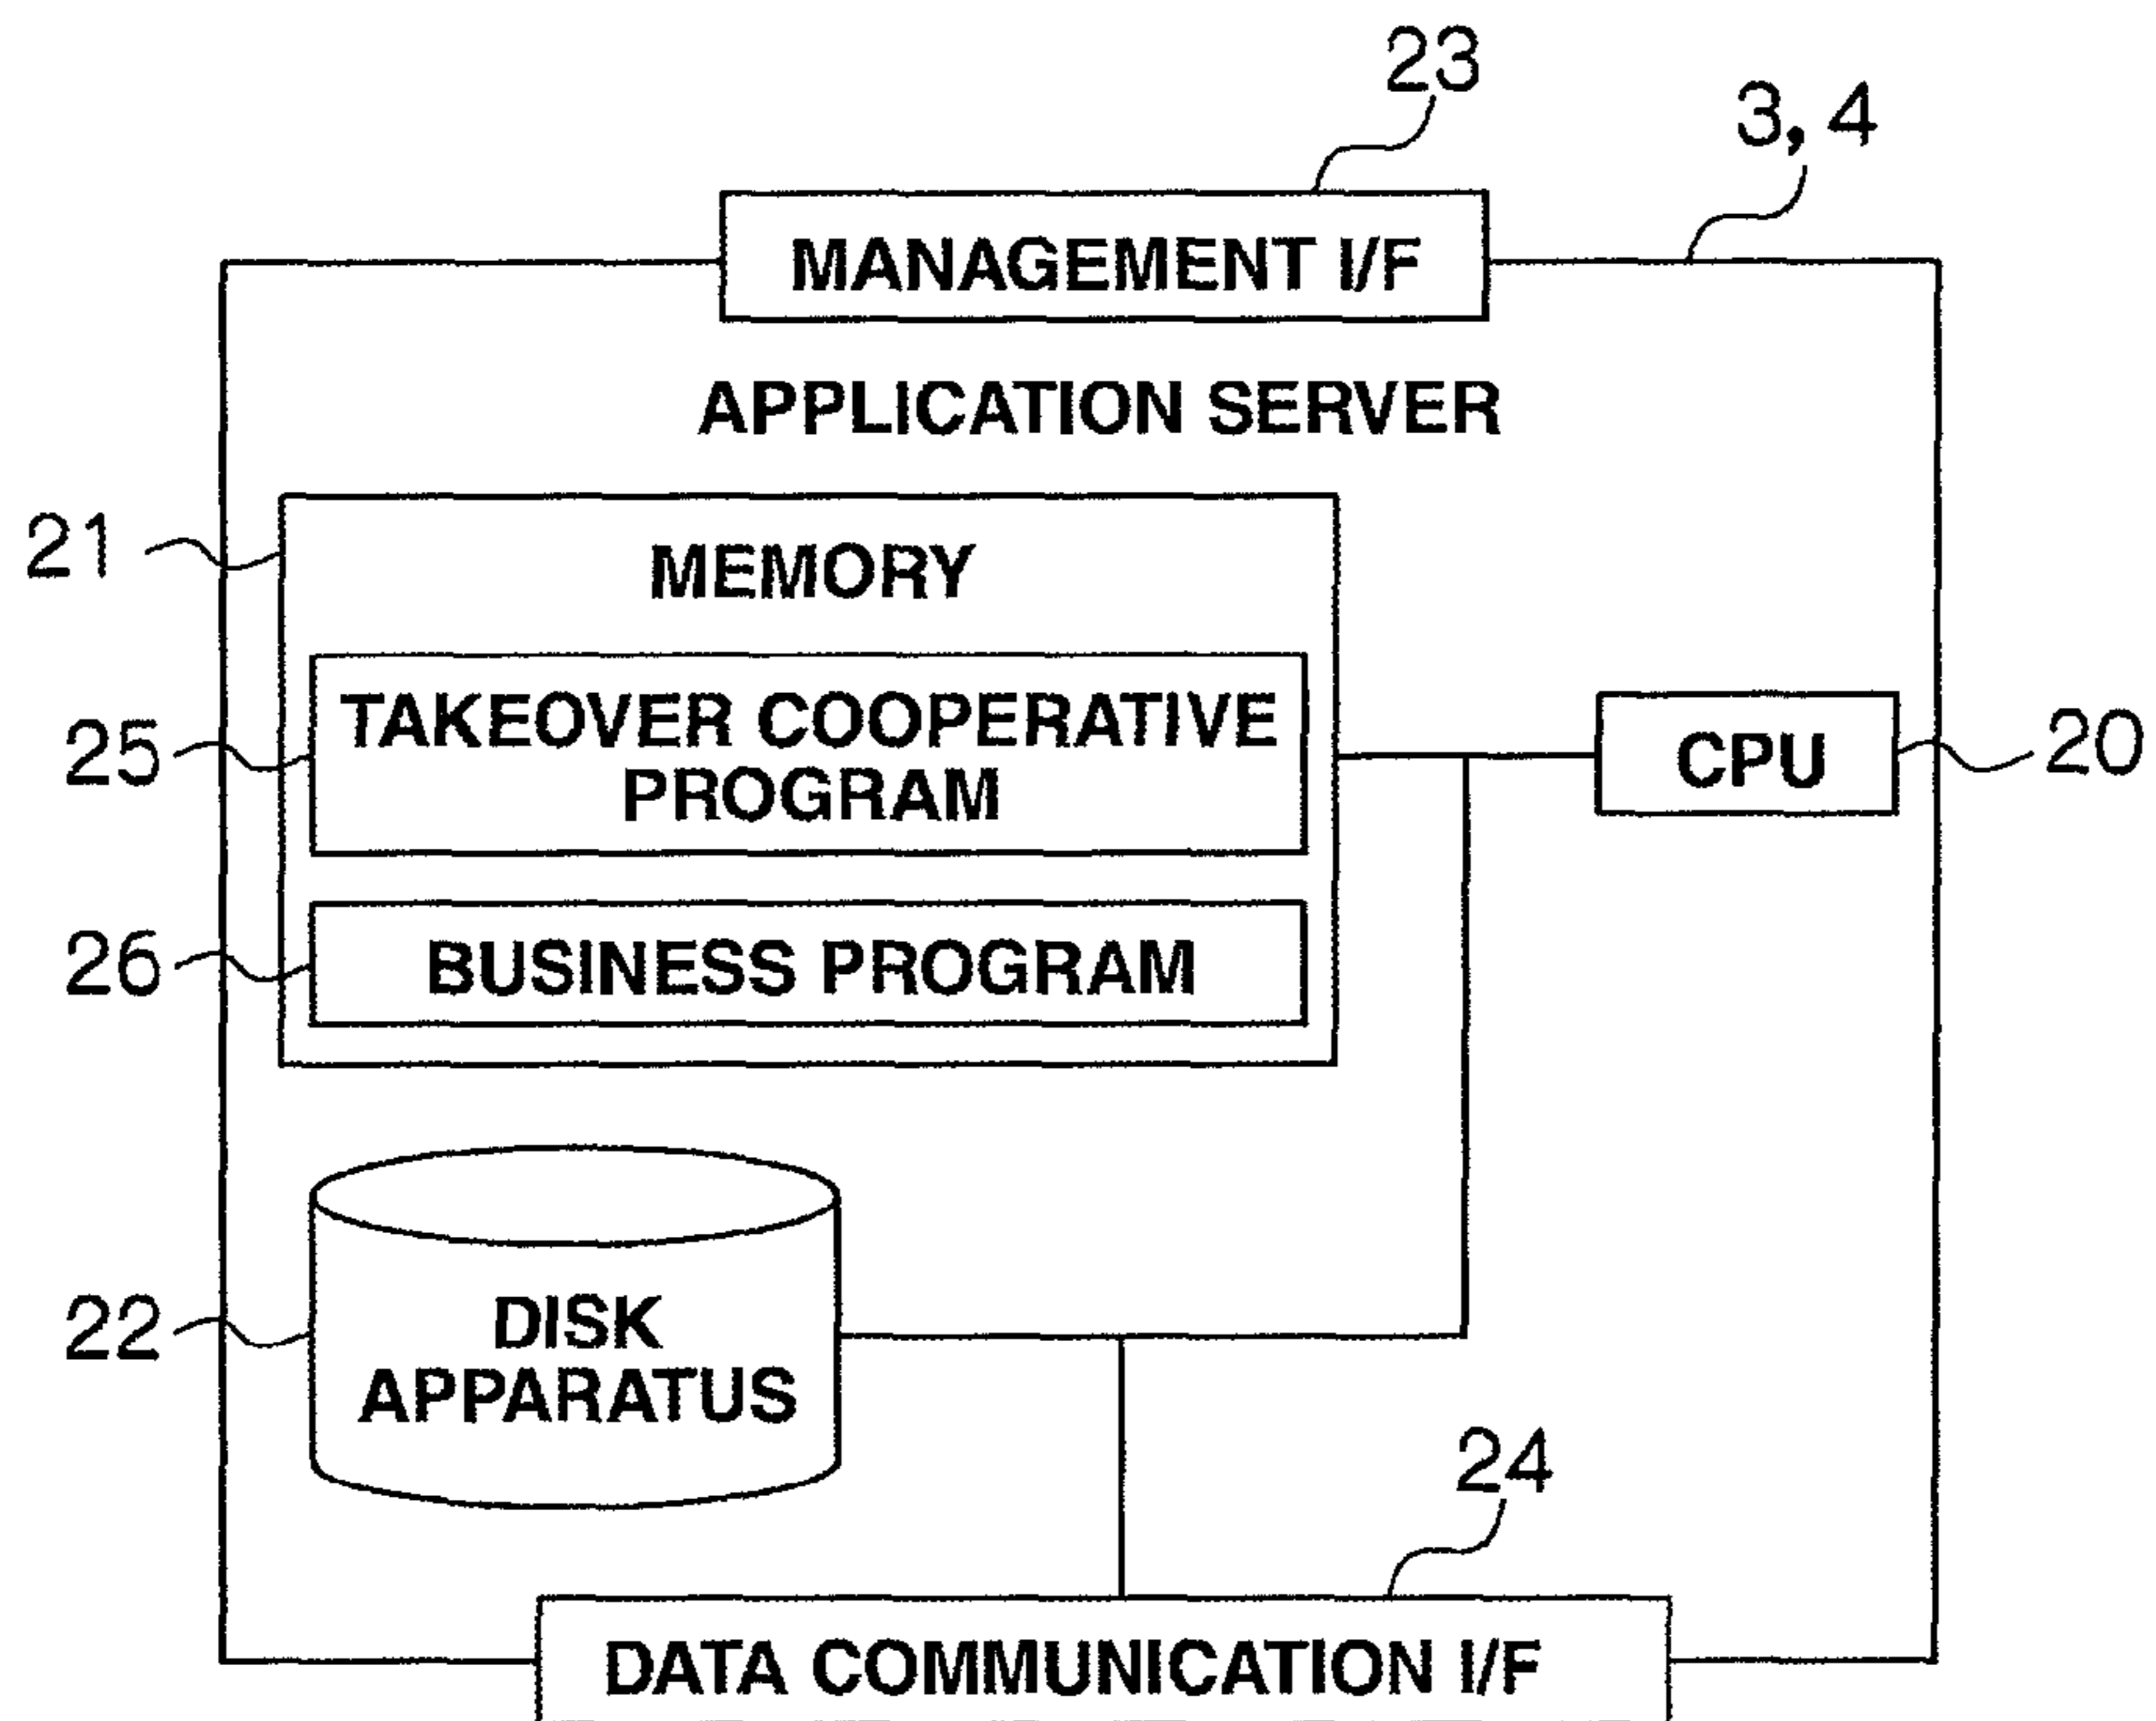 23
3, 4
MANAGEMENT I/F
APPLICATION SERVER
21
MEMORY
25
TAKEOVER COOPERATIVE
PROGRAM
CPU
20
26
BUSINESS PROGRAM
22
DISK
APPARATUS
24
DATA COMMUNICATION I/F